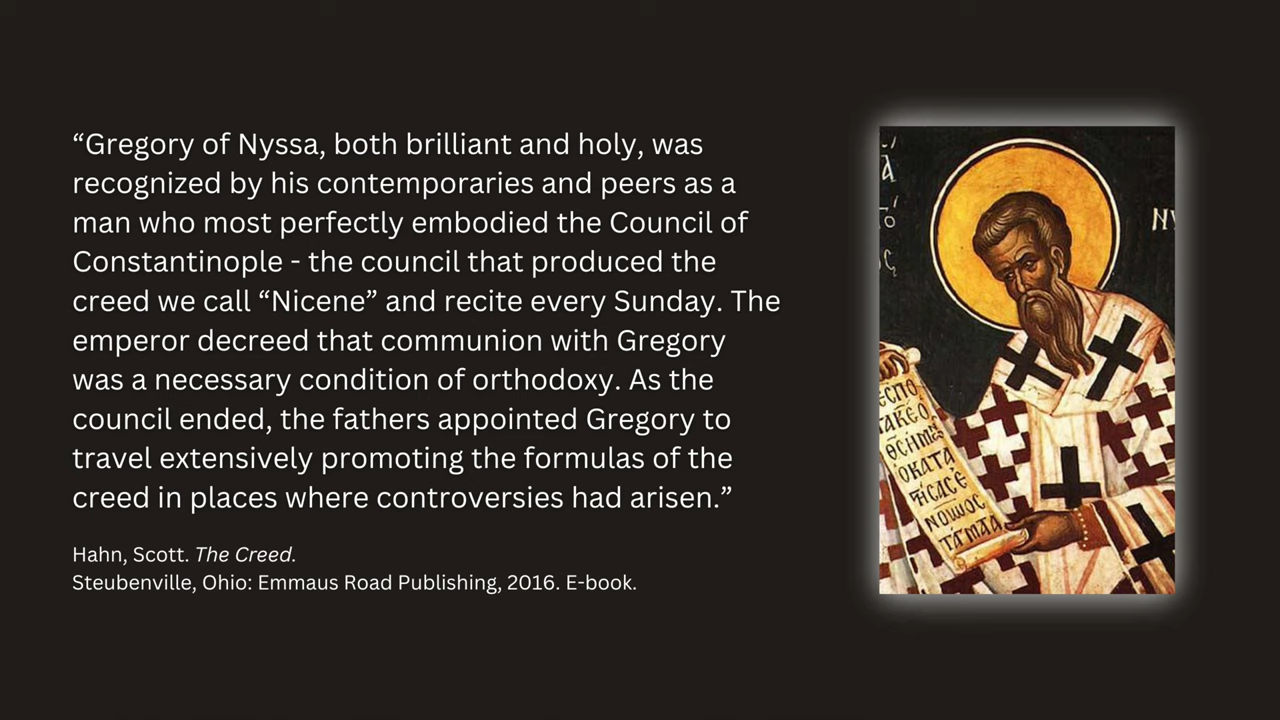 “Gregory of Nyssa, both brilliant and holy, was
recognized by his contemporaries and peers as a
man who most perfectly embodied the Council of
Constantinople - the council that produced the
creed we call “Nicene” and recite every Sunday. The
emperor decreed that communion with Gregory
was a necessary condition of orthodoxy. As the
council ended, the fathers appointed Gregory to
travel extensively promoting the formulas of the
creed in places where controversies had arisen.”
Hahn, Scott. The Creed.
Steubenville, Ohio: Emmaus Road Publishing, 2016. E-book.